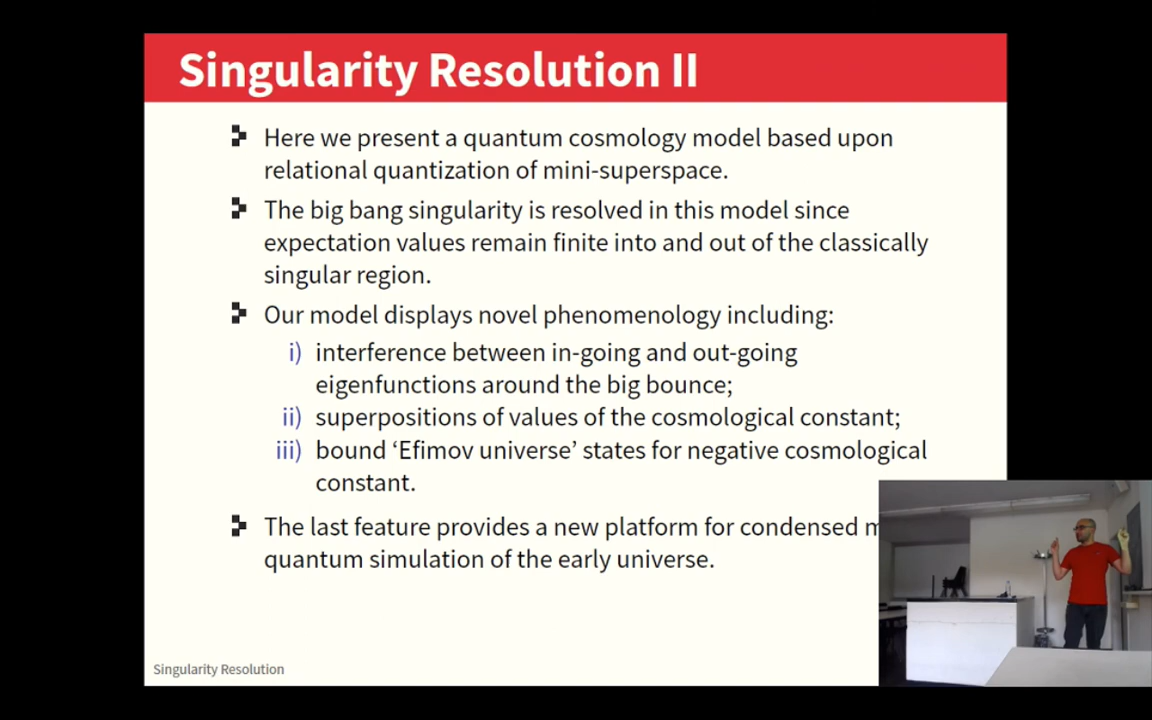 Singularity Resolution II
Here we present a quantum cosmology model based upon
relational quantization of mini-superspace.
The big bang singularity is resolved in this model since
expectation values remain finite into and out of the classically
singular region.
Our model displays novel phenomenology including:
i) interference between in-going and out-going
eigenfunctions around the big bounce;
ii) superpositions of values of the cosmological constant;
iii) bound ‘Efimov universe’ states for negative cosmological
constant.
The last feature provides a new platform for condensed
quantum simulation of the early universe.
Singularity Resolution